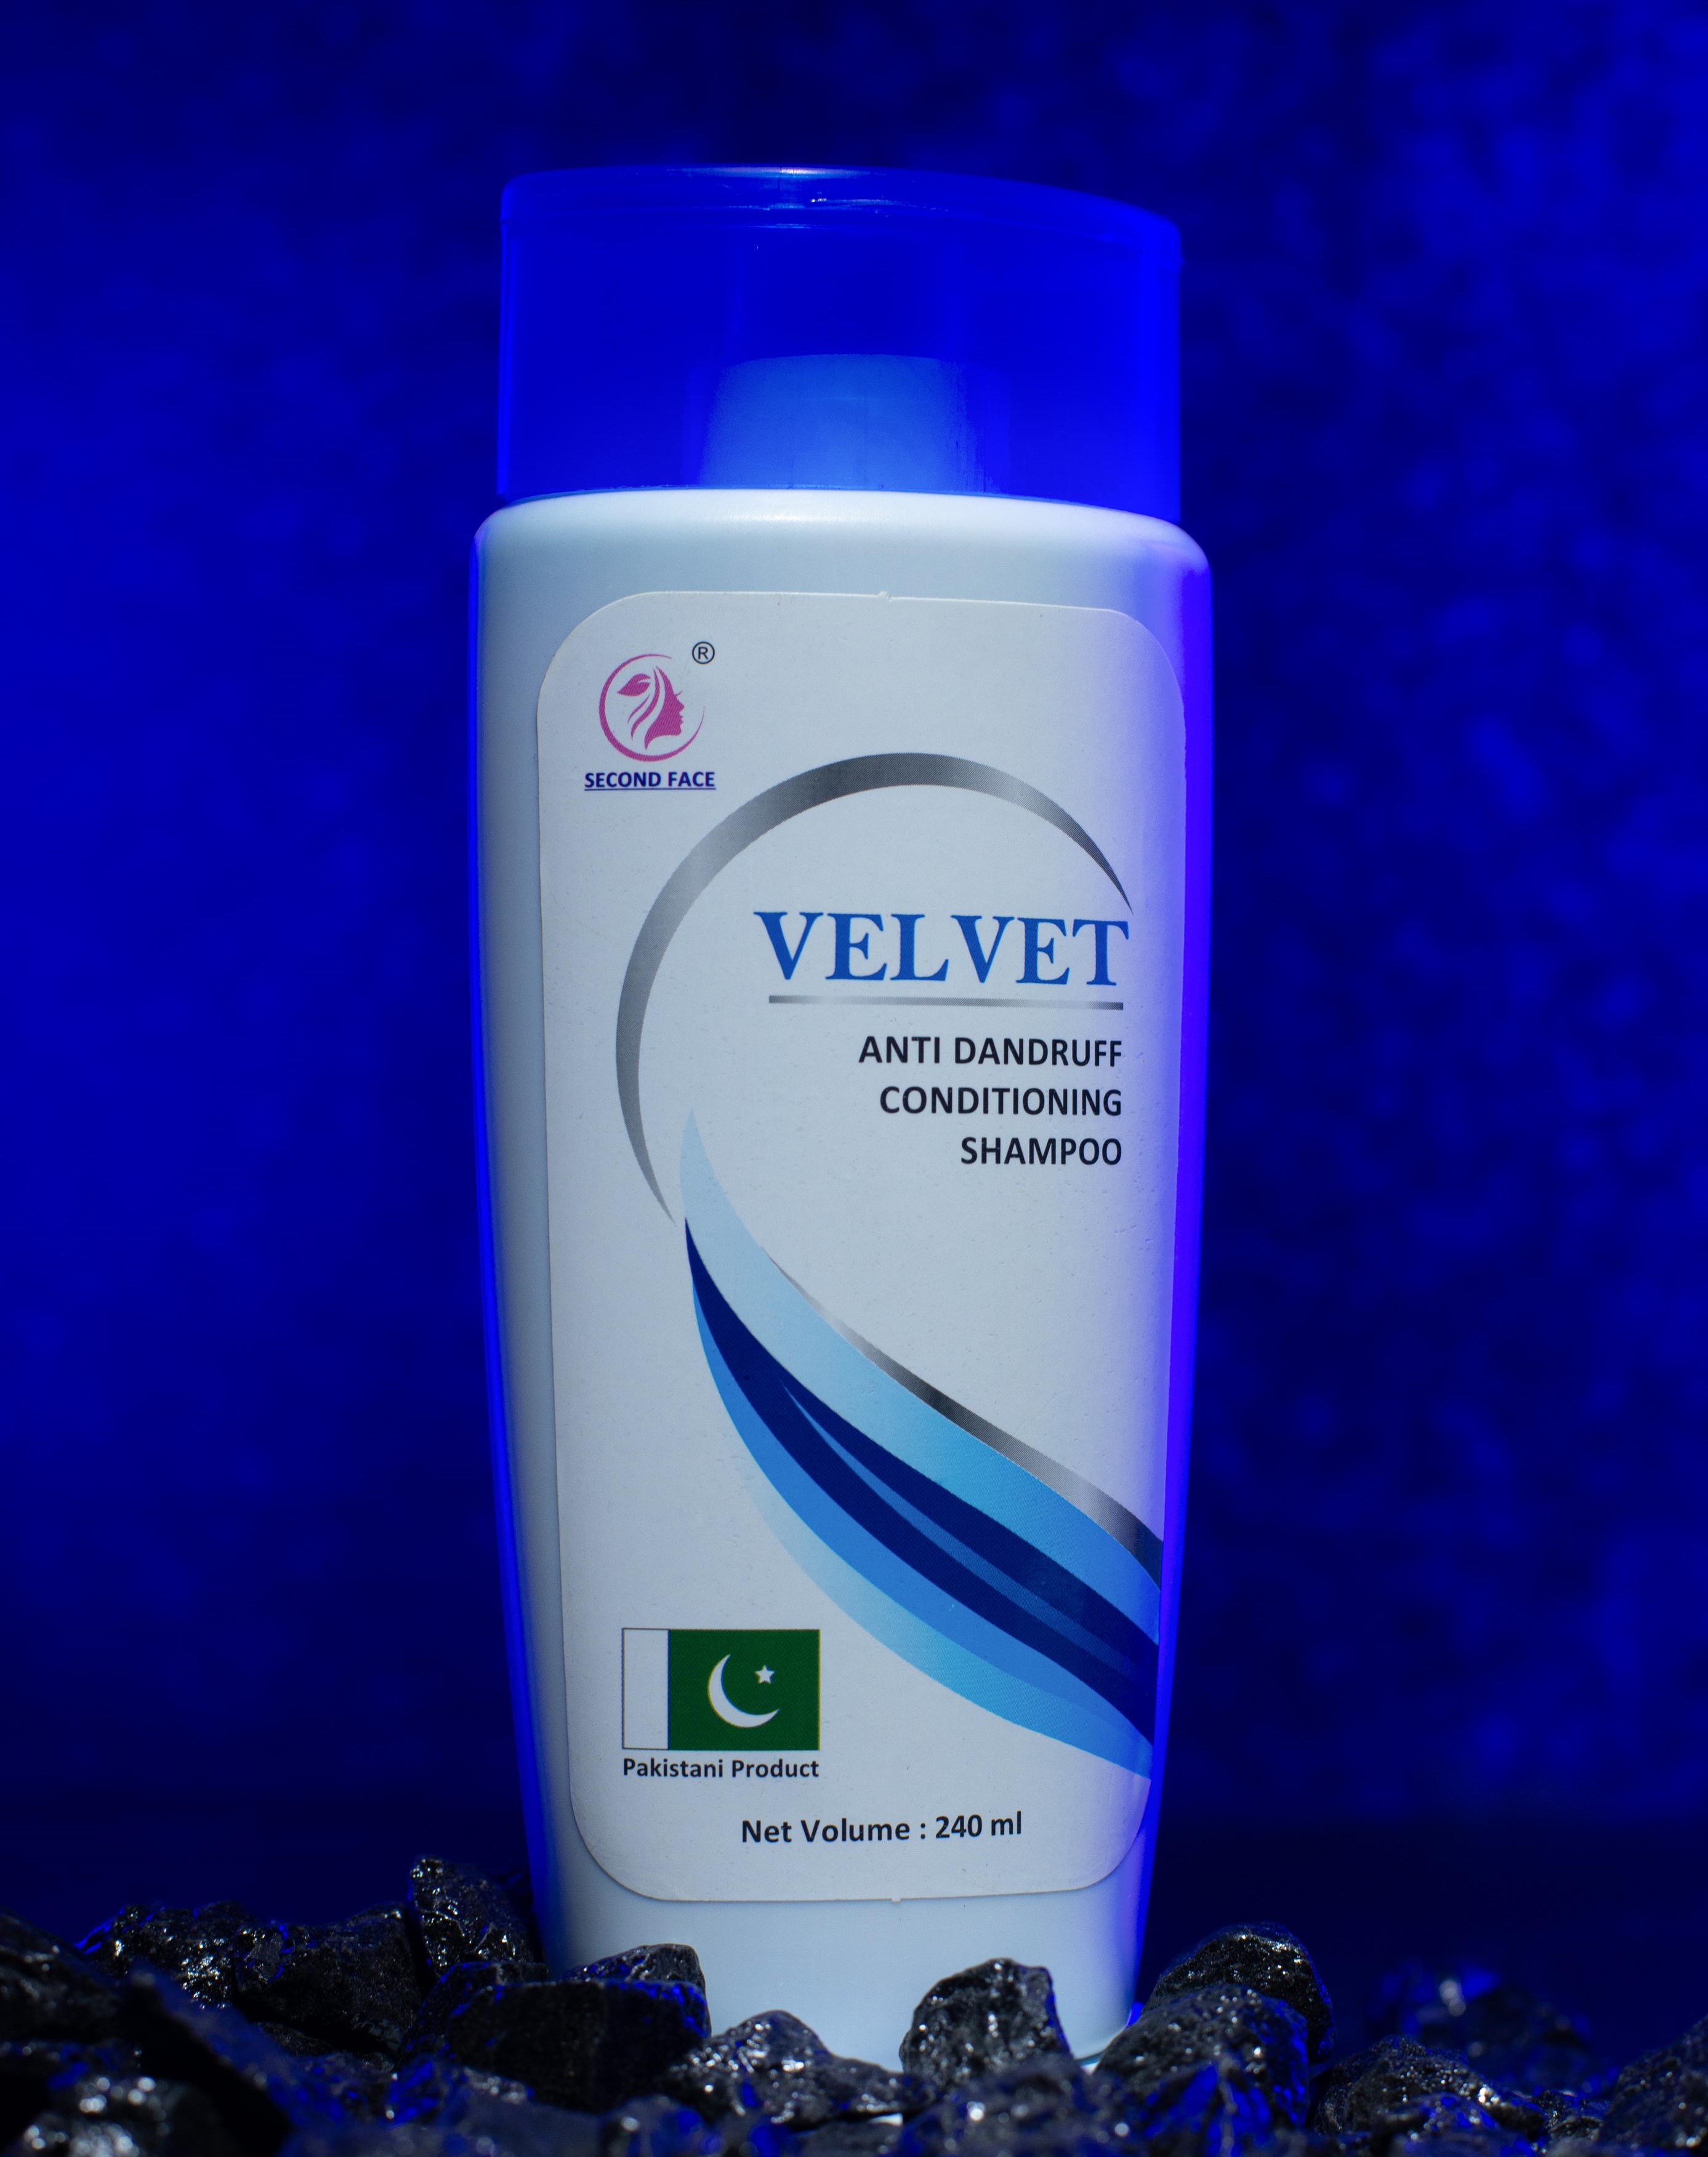 ®
SECOND FACE
VELVET
ANTI DANDRUFF
CONDITIONING
SHAMPOO
Pakistani Product
Net Volume : 240 ml